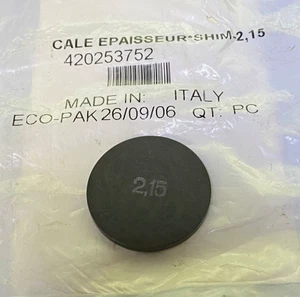 CALE EPAISSEUR*SHIM-2,15
420253752
MADE IN: ITALY
ECO-PAK 26/09/06 QT: PC
2,15